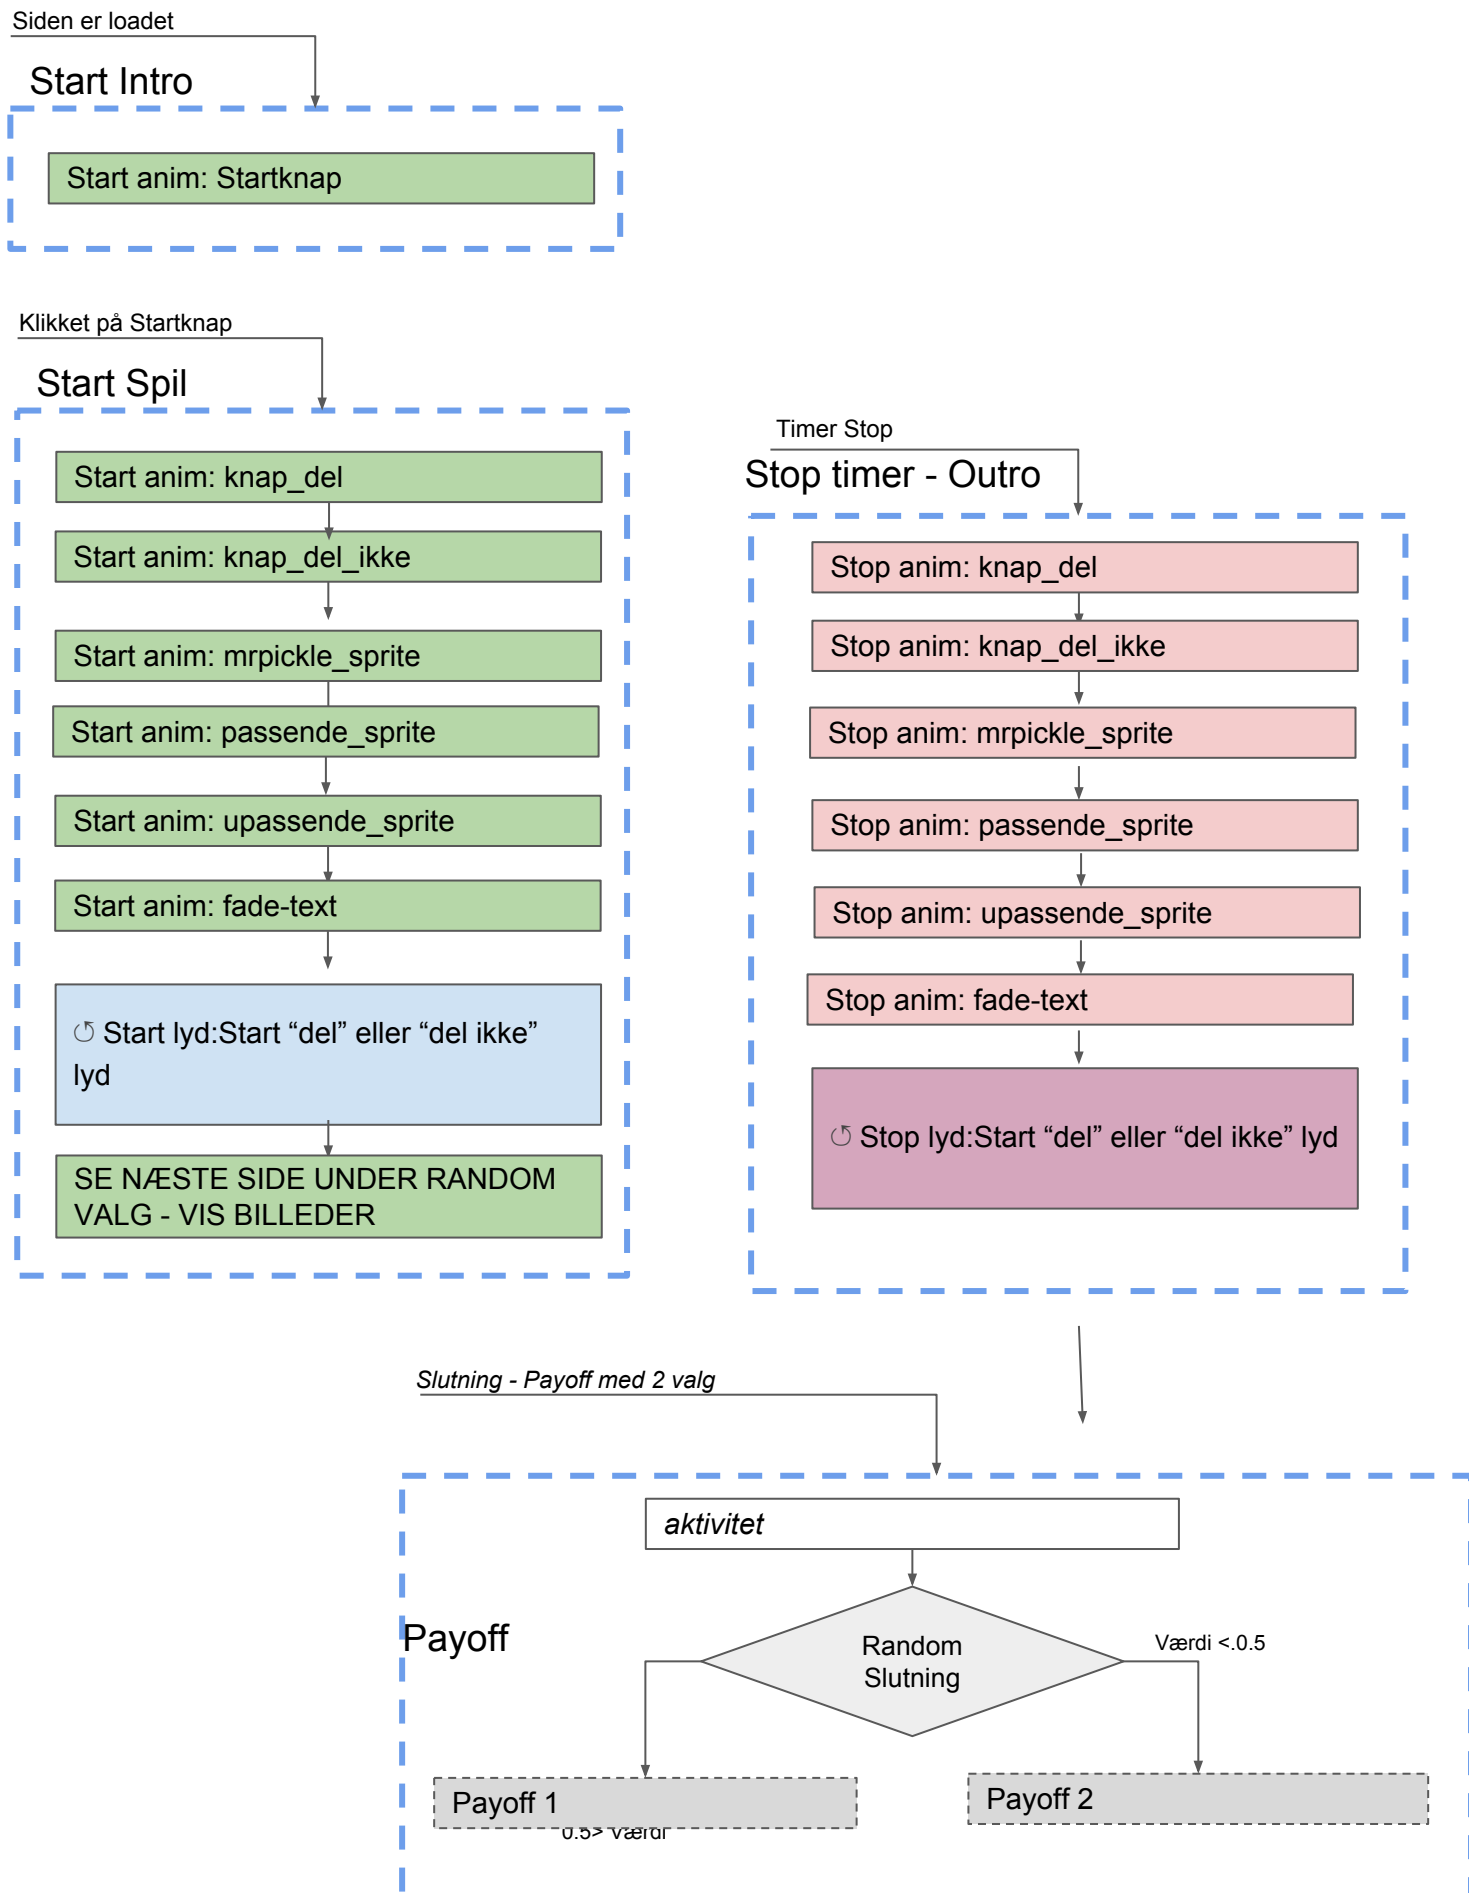 Siden er loadet
Start Intro
Start anim: Startknap
Klikket på Startknap
Start Spil
Start anim: knap_del
Start anim: knap_del_ikke
Start anim: mrpickle_sprite
Start anim: passende_sprite
Start anim: upassende_sprite
Start anim: fade-text
Start lyd:Start “del” eller “del ikke”
lyd
SE NÆSTE SIDE UNDER RANDOM
VALG - VIS BILLEDER
Timer Stop
Stop timer - Outro
Stop anim: knap_del
Stop anim: knap_del_ikke
Stop anim: mrpickle_sprite
Stop anim: passende_sprite
Stop anim: upassende_sprite
Stop anim: fade-text
Stop lyd:Start “del” eller “del ikke” lyd
Slutning - Payoff med 2 valg
aktivitet
Payoff
Random
Slutning
Værdi <.0.5
Payoff 1
Payoff 2
0.5> Værdi